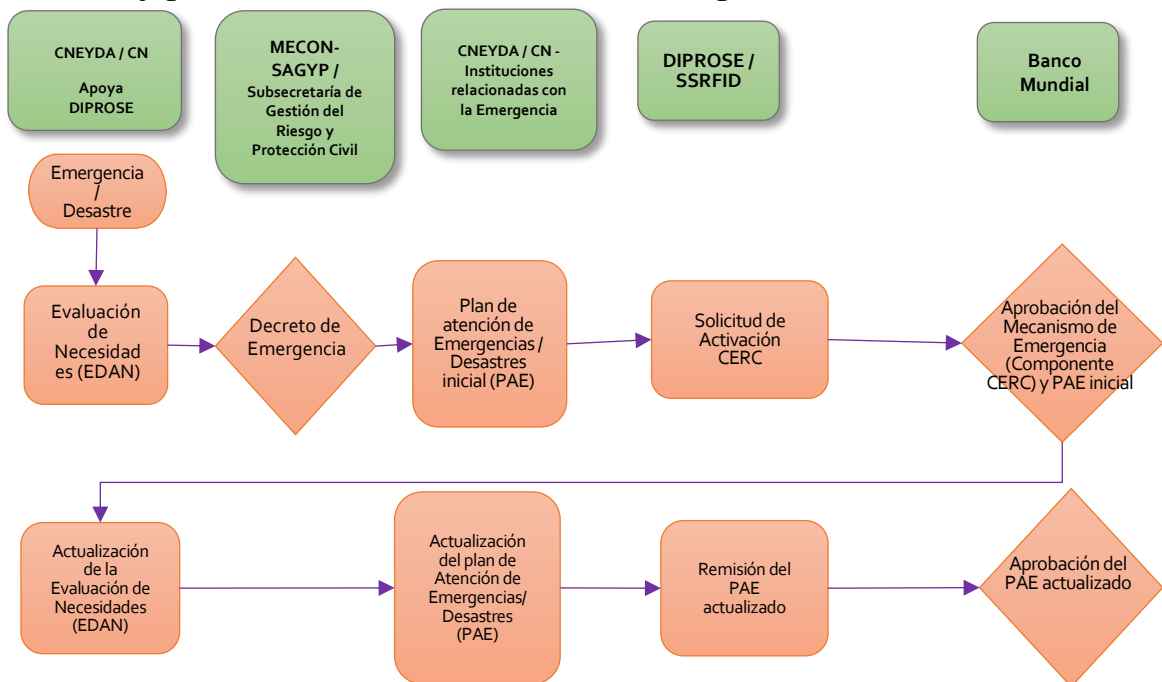 CNEYDA / CN
Apoya
DIPROSE
MECON-
SAGYP /
Subsecretaría de
Gestión del
Riesgo y
Protección Civil
CNEYDA / CN -
Instituciones
relacionadas con
la Emergencia
DIPROSE /
SSRFID
Banco
Mundial
Emergencia
/
Desastre
Evaluación
de
Necesidad
es (EDAN)
Decreto de
Emergencia
Plan de
atención de
Emergencias /
Desastres
inicial (PAE)
Solicitud de
Activación
CERC
Aprobación del
Mecanismo de
Emergencia
(Componente
CERC) y PAE inicial
Actualización
de la
Evaluación de
Necesidades
(EDAN)
Actualización
del plan de
Atención de
Emergencias/
Desastres
(PAE)
Remisión del
PAE
actualizado
Aprobación del
PAE actualizado